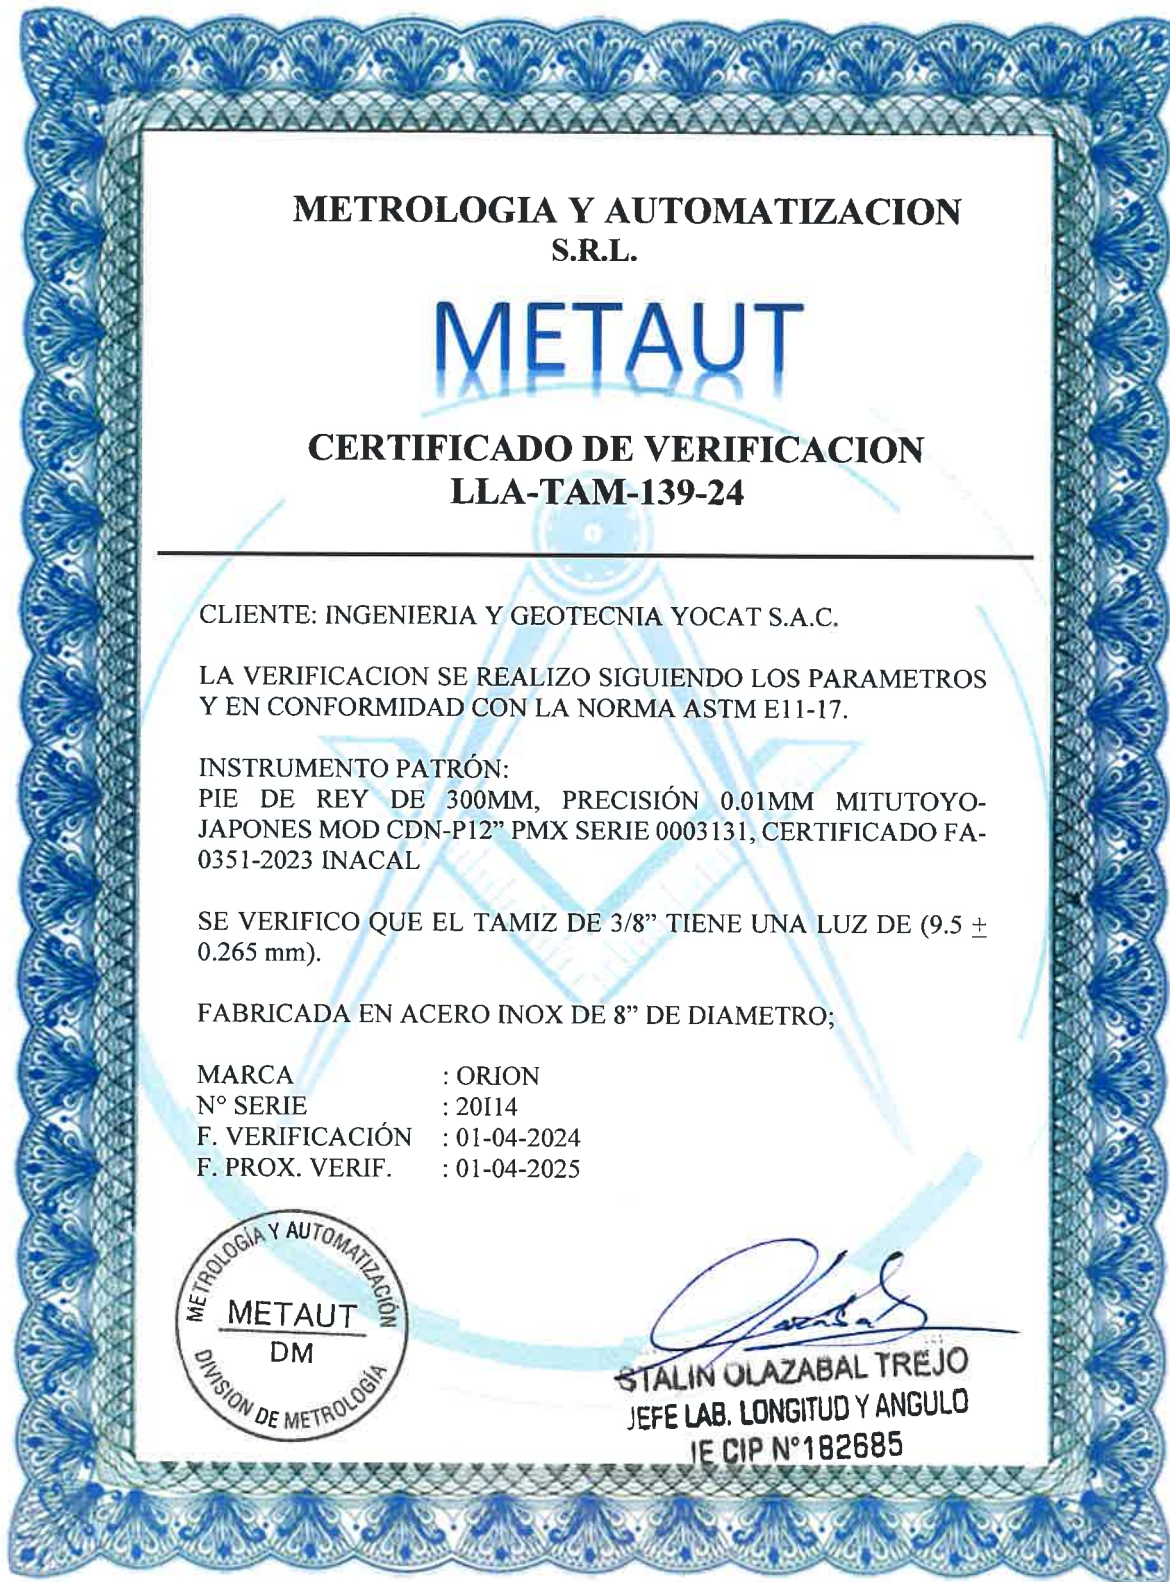 METROLOGIA Y AUTOMATIZACION
S.R.L.
METAUT
CERTIFICADO DE VERIFICACION
LLA-TAM-139-24
CLIENTE: INGENIERIA Y GEOTECNIA YOCAT S.A.C.
LA VERIFICACION SE REALIZO SIGUIENDO LOS PARAMETROS
Y EN CONFORMIDAD CON LA NORMA ASTM E11-17.
INSTRUMENTO PATRÓN:
PIE DE REY DE 300MM, PRECISIÓN 0.01MM MITUTOYO-
JAPONES MOD CDN-P12” PMX SERIE 0003131, CERTIFICADO FA-
0351-2023 INACAL
SE VERIFICO QUE EL TAMIZ DE 3/8” TIENE UNA LUZ DE (9.5 ±
0.265 mm).
FABRICADA EN ACERO INOX DE 8” DE DIAMETRO;
MARCA : ORION
N° SERIE : 20I14
F. VERIFICACIÓN : 01-04-2024
F. PROX. VERIF. : 01-04-2025
METROLOGÍA Y AUTOMATIZACIÓN
METAUT
DM
DIVISION DE METROLOGÍA
STALIN OLAZABAL TREJO
JEFE LAB. LONGITUD Y ANGULO
IE CIP N°182685